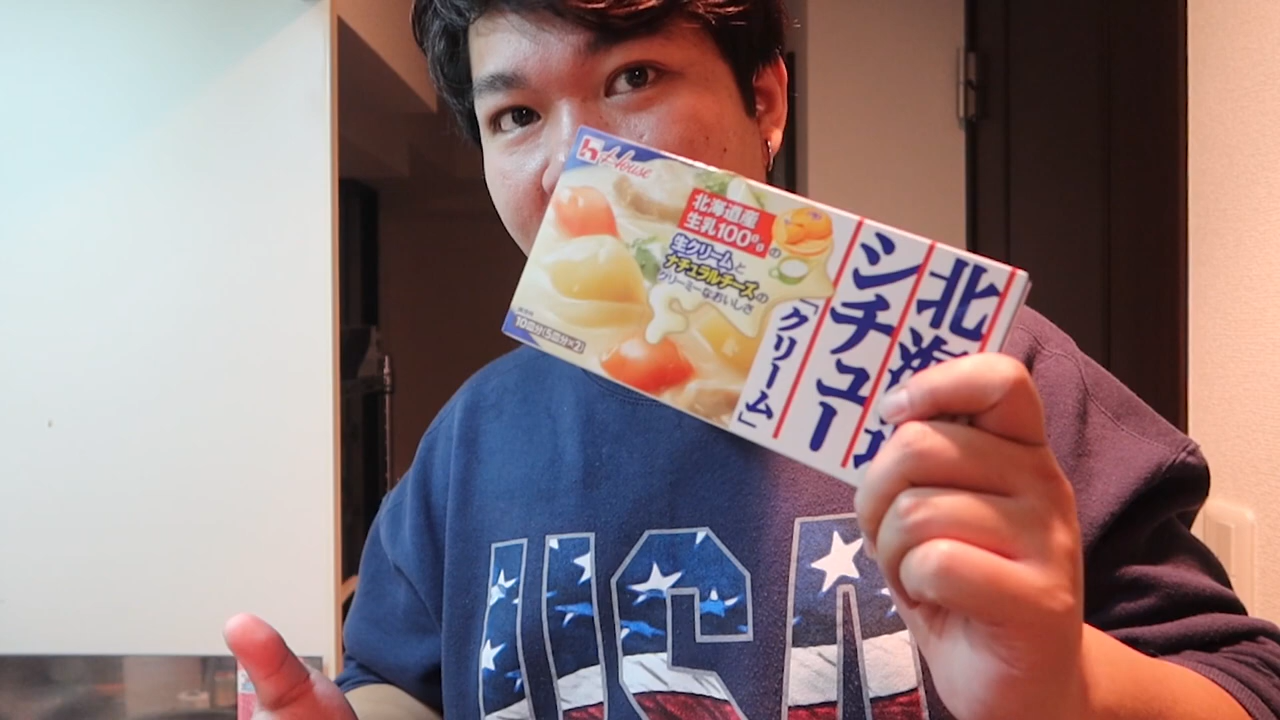 House
北海道産
生乳100%の
生クリームと
ナチュラルチーズの
クリーミーなおいしさ
10皿分(5皿分×2)
北海道
シチュー
「クリーム」
USA